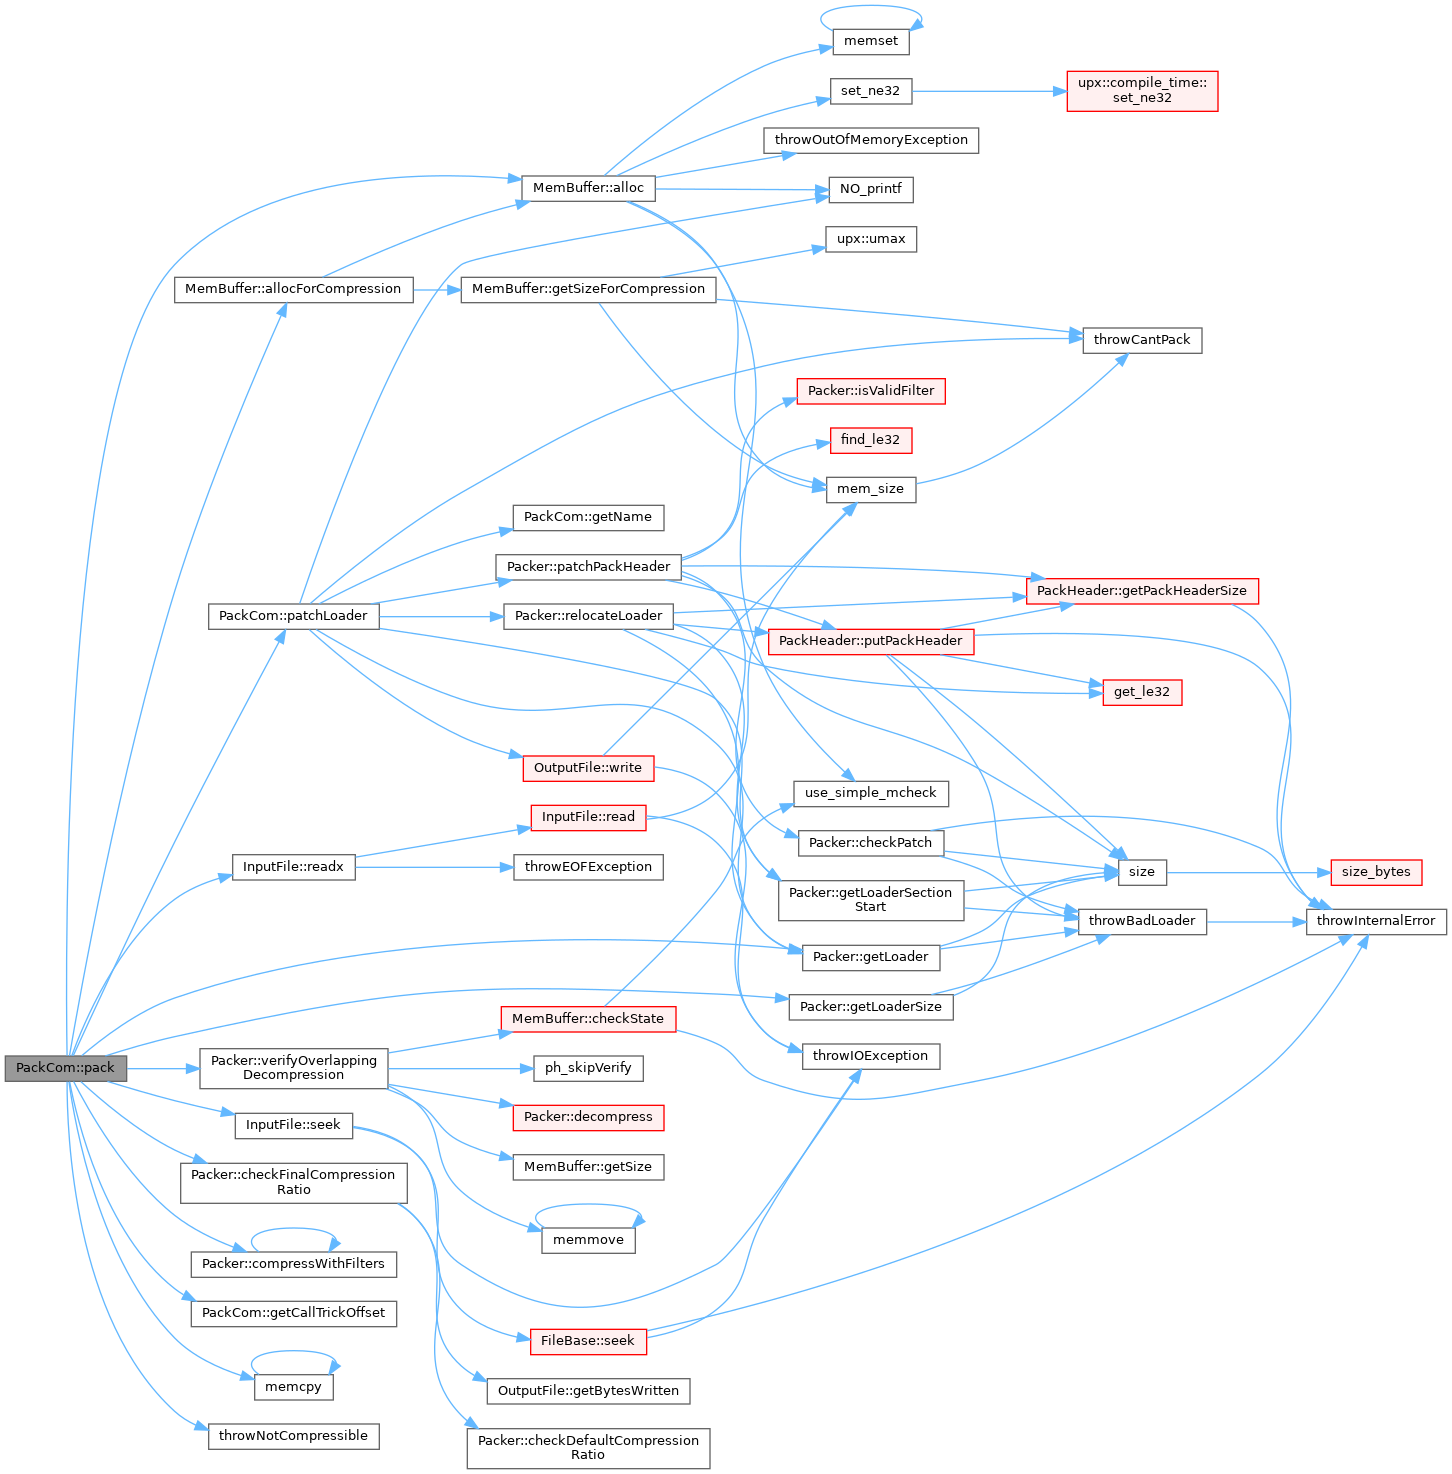 memset
set_ne32
upx::compile_time::
set_ne32
throwOutOfMemoryException
MemBuffer::alloc
NO_printf
upx::umax
MemBuffer::allocForCompression
MemBuffer::getSizeForCompression
throwCantPack
Packer::isValidFilter
find_le32
mem_size
PackCom::getName
Packer::patchPackHeader
PackHeader::getPackHeaderSize
PackCom::patchLoader
Packer::relocateLoader
PackHeader::putPackHeader
get_le32
OutputFile::write
use_simple_mcheck
InputFile::read
Packer::checkPatch
InputFile::readx
throwEOFException
size
size_bytes
Packer::getLoaderSection
Start
throwBadLoader
throwInternalError
Packer::getLoader
Packer::getLoaderSize
MemBuffer::checkState
throwIOException
PackCom::pack
Packer::verifyOverlapping
Decompression
ph_skipVerify
Packer::decompress
InputFile::seek
MemBuffer::getSize
Packer::checkFinalCompression
Ratio
memmove
Packer::compressWithFilters
PackCom::getCallTrickOffset
FileBase::seek
memcpy
OutputFile::getBytesWritten
throwNotCompressible
Packer::checkDefaultCompression
Ratio